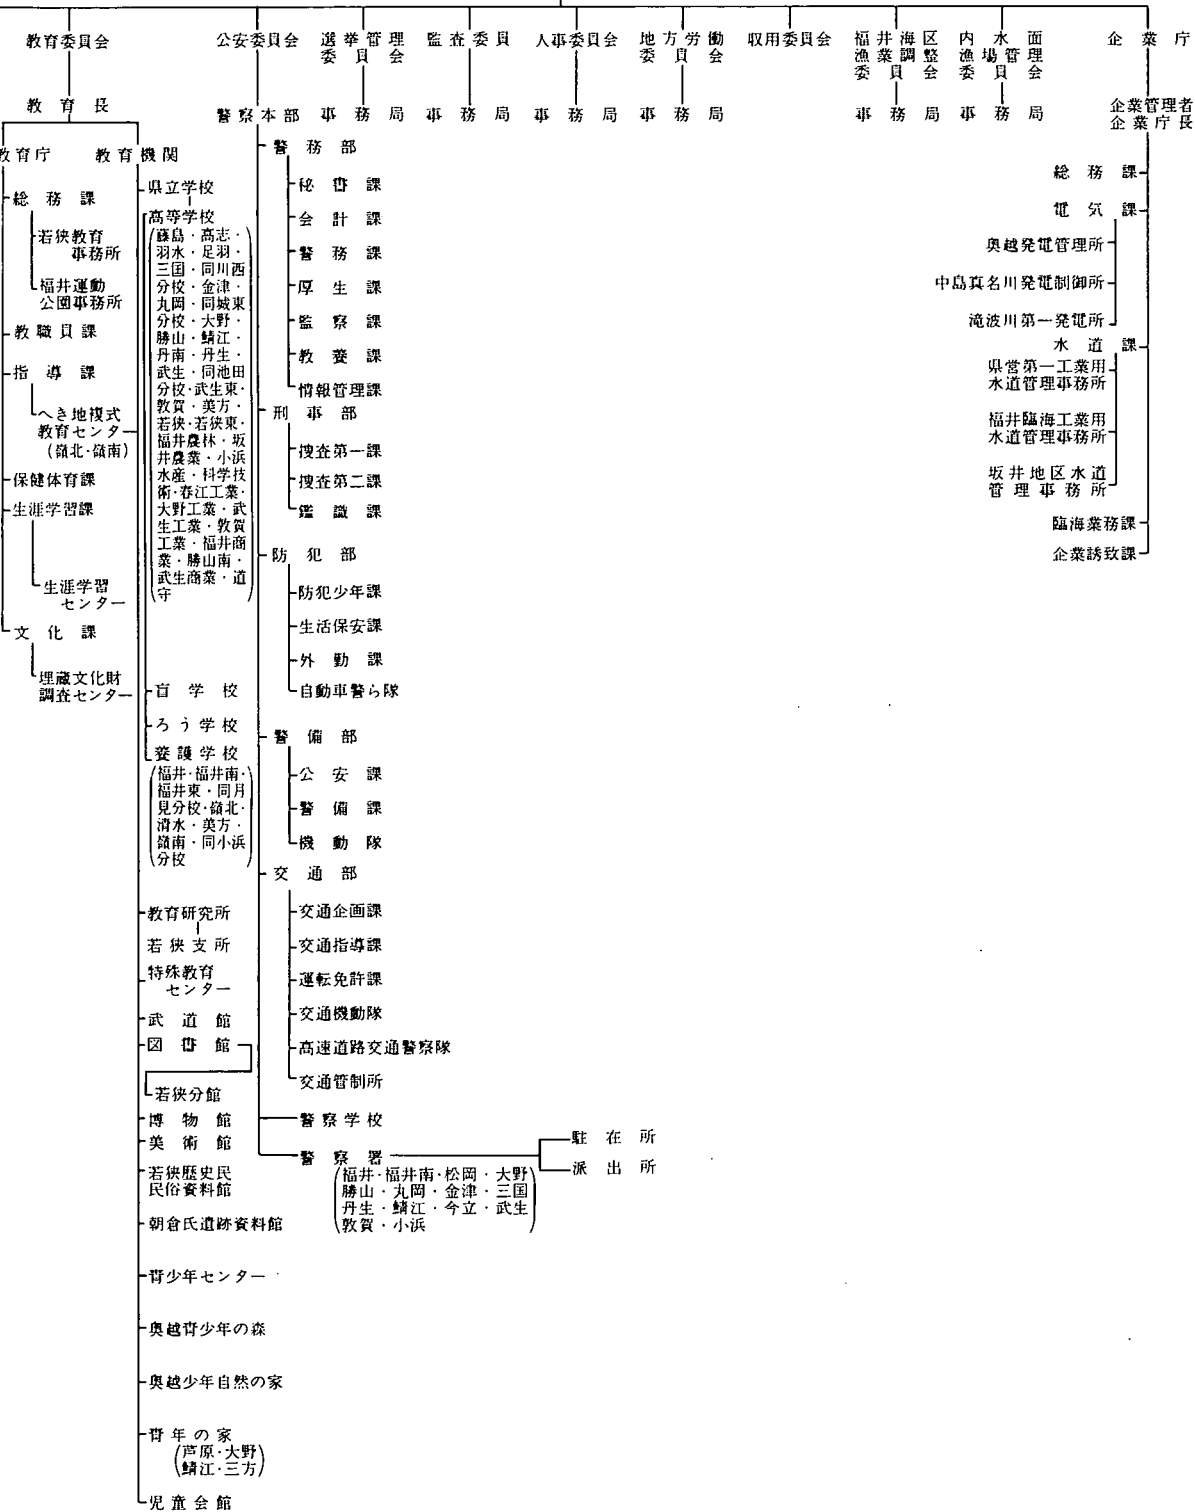 教育委員会
教育長
教育庁
総務課
若狭教育
事務所
福井運動
公園事務所
教職員課
指導課
へき地複式
教育センター
(嶺北・嶺南)
保健体育課
生涯学習課
生涯学習
センター
文化課
埋蔵文化財
調査センター
教育機関
県立学校
高等学校
(藤島・高志・
羽水・足羽・
三国・同川西
分校・金津・
丸岡・同城東
分校・大野・
勝山・鯖江・
丹南・丹生・
武生・同池田
分校・武生東・
敦賀・美方・
若狭・若狭東・
福井農林・坂
井農業・小浜
水産・科学技
術・春江工業・
大野工業・武
生工業・敦賀
工業・福井商
業・勝山南・
武生商業・道
守)
盲学校
ろう学校
養護学校
(福井・福井南・
福井東・同月
見分校・嶺北・
清水・美方・
嶺南・同小浜
分校)
教育研究所
若狭支所
特殊教育
センター
武道館
図書館
若狭分館
博物館
美術館
若狭歴史民
民俗資料館
朝倉氏遺跡資料館
青少年センター
奥越青少年の森
奥越少年自然の家
青年の家
(芦原・大野
鯖江・三方)
児童会館
公安委員会
警察本部
警務部
秘書課
会計課
警務課
厚生課
監察課
教養課
情報管理課
刑事部
捜査第一課
捜査第二課
鑑識課
防犯部
防犯少年課
生活保安課
外勤課
自動車警ら隊
警備部
公安課
警備課
機動隊
交通部
交通企画課
交通指導課
運転免許課
交通機動隊
高速道路交通警察隊
交通管制所
警察学校
警察署
(福井・福井南・松岡・大野
勝山・丸岡・金津・三国
丹生・鯖江・今立・武生
敦賀・小浜)
駐在所
派出所
選挙管理
委員会
事務局
監査委員
事務局
人事委員会
事務局
地方労働
委員会
事務局
収用委員会
福井海区
漁業調整
委員会
事務局
内水面
漁場管理
委員会
事務局
企業庁
企業管理者
企業庁長
総務課
電気課
奥越発電管理所
中島真名川発電制御所
滝波川第一発電所
水道課
県営第一工業用
水道管理事務所
福井臨海工業用
水道管理事務所
坂井地区水道
管理事務所
臨海業務課
企業誘致課